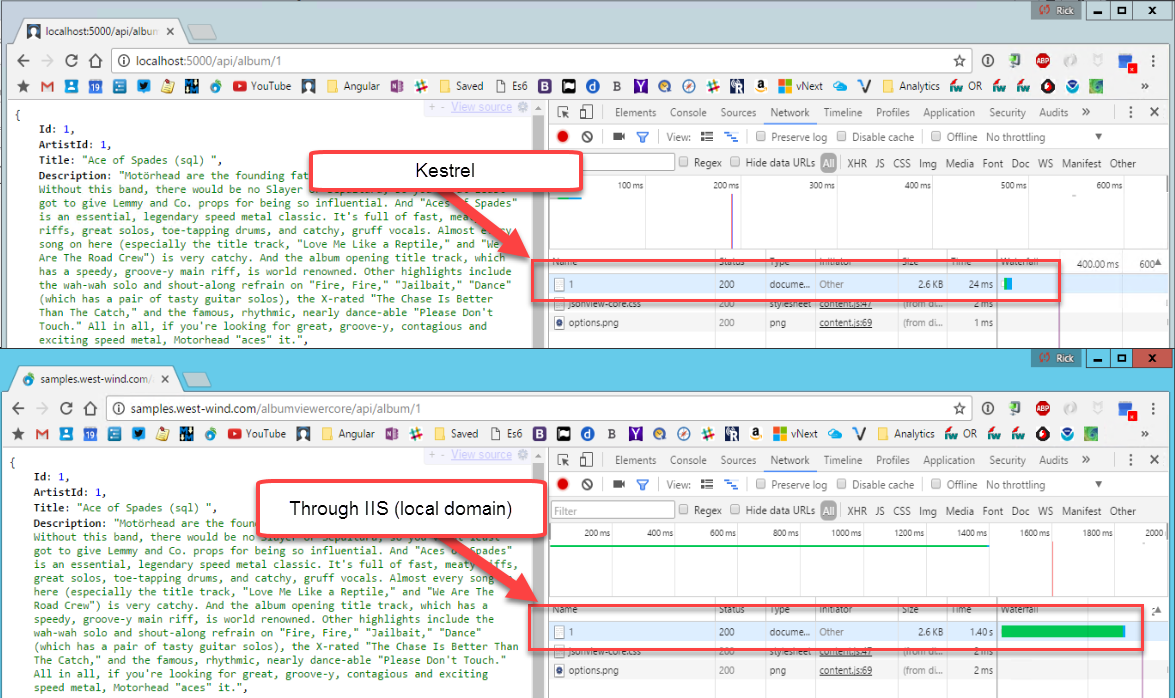 Rick
localhost:5000/api/album
localhost:5000/api/album/1
YouTube Angular Saved Es6 vNext Analytics OR »
+ - View source
Elements Console Sources Network Timeline Profiles Application Security Audits »
View: Preserve log Disable cache Offline No throttling
Regex Hide data URLs All XHR JS CSS Img Media Font Doc WS Manifest Other
100 ms 200 ms 300 ms 400 ms 500 ms 600 ms
{
Id: 1,
ArtistId: 1,
Title: "Ace of Spades (sql) ",
Description: "Motörhead are the founding
Without this band, there would be no Slayer
got to give Lemmy and Co. props for being so influential. And "Aces of Spades"
is an essential, legendary speed metal classic. It's full of fast,
riffs, great solos, toe-tapping drums, and catchy, gruff vocals. Almost
song on here (especially the title track, "Love Me Like a Reptile," and "We
Are The Road Crew") is very catchy. And the album opening title track, which
has a speedy, groove-y main riff, is world renowned. Other highlights include
the wah-wah solo and shout-along refrain on "Fire, Fire," "Jailbait," "Dance"
(which has a pair of tasty guitar solos), the X-rated "The Chase Is Better
Than The Catch," and the famous, rhythmic, nearly dance-able "Please Don't
Touch." All in all, if you're looking for great, groove-y, contagious and
exciting speed metal, Motorhead "aces" it.",
Kestrel
Name Status Type Initiator Size Time Waterfall 400.00 ms 600
1 200 docume... Other 2.6 KB 24 ms
jsonview-core.css 200 stylesheet content.js:47 (from di... 2 ms
options.png 200 png content.js:69 (from di... 1 ms
Rick
samples.west-wind.com/
samples.west-wind.com/albumviewercore/api/album/1
YouTube Angular Saved Es6 vNext Analytics OR »
+ - View source
Elements Console Sources Network Timeline Profiles Application Security Audits »
View: Preserve log Disable cache Offline No throttling
Filter Regex Hide data URLs All XHR JS CSS Img Media Font Doc WS Manifest Other
200 ms 400 ms 600 ms 800 ms 1000 ms 1200 ms 1400 ms 1600 ms 1800 ms 2000
{
Id: 1,
ArtistId: 1,
Title: "Ace of Spades (sql) ",
Description: "Motörhead are the
Without this band, there would be no
got to give Lemmy and Co. props for being so influential. And "Aces of Spades"
is an essential, legendary speed metal classic. It's full of fast, meaty riffs,
great solos, toe-tapping drums, and catchy, gruff vocals. Almost every song
here (especially the title track, "Love Me Like a Reptile," and "We Are The
Road Crew") is very catchy. And the album opening title track, which has a
speedy, groove-y main riff, is world renowned. Other highlights include the
wah-wah solo and shout-along refrain on "Fire, Fire," "Jailbait," "Dance"
(which has a pair of tasty guitar solos), the X-rated "The Chase Is Better Than
The Catch," and the famous, rhythmic, nearly dance-able "Please Don't Touch."
All in all, if you're looking for great, groove-y, contagious and exciting
speed metal, Motorhead "aces" it.",
Through IIS (local domain)
Name Status Type Initiator Size Time Waterfall
1 200 docume... Other 2.6 KB 1.40 s
jsonview-core.css 200 stylesheet content.js:47 (from di... 2 ms
options.png 200 png content.js:69 (from di... 2 ms